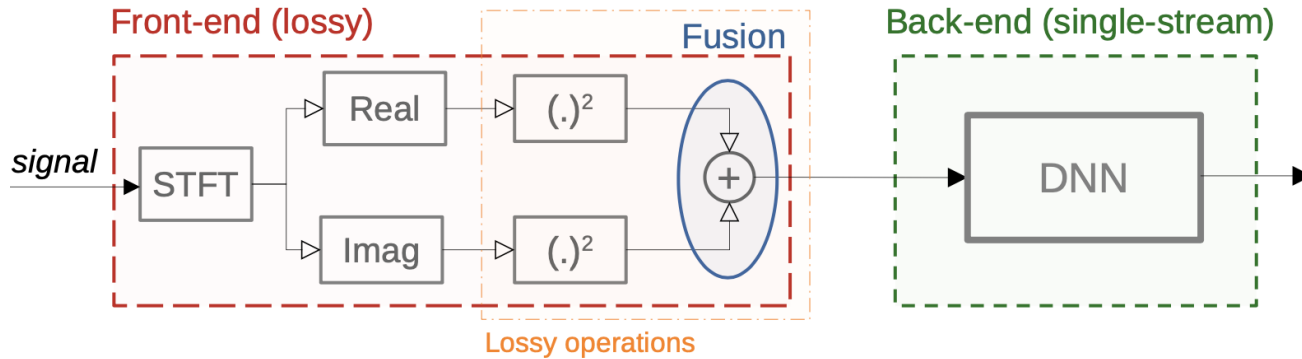 Front-end (lossy)
Fusion
Back-end (single-stream)
signal
STFT
Real
(.)²
+
Imag
(.)²
DNN
Lossy operations